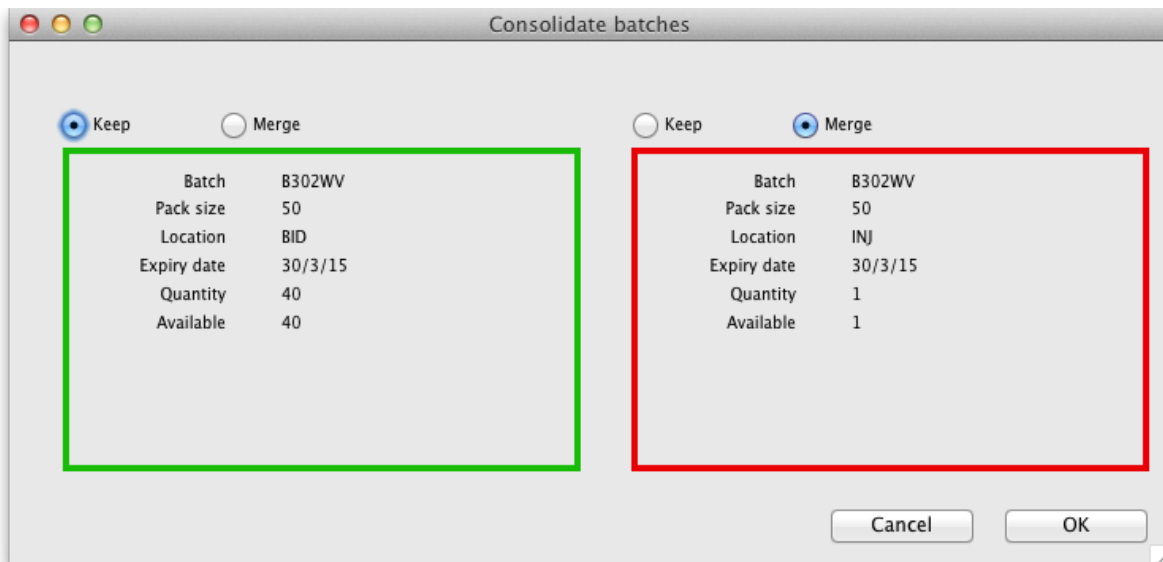 Consolidate batches
Keep Merge
Batch B302WV
Pack size 50
Location BID
Expiry date 30/3/15
Quantity 40
Available 40
Keep Merge
Batch B302WV
Pack size 50
Location INJ
Expiry date 30/3/15
Quantity 1
Available 1
Cancel OK